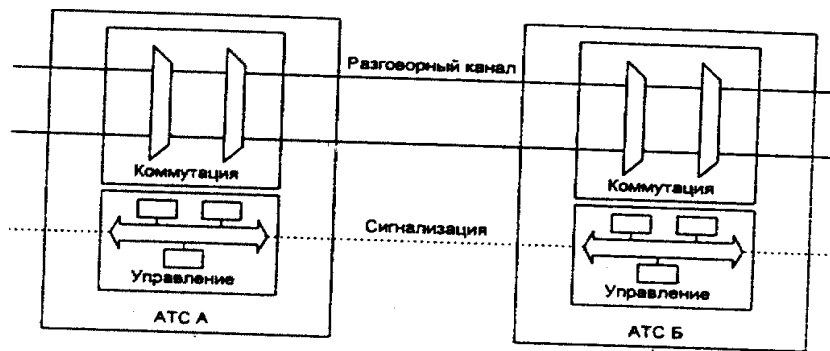 Разговорный канал
Коммутация
Коммутация
Сигнализация
Управление
Управление
АТС А
АТС Б